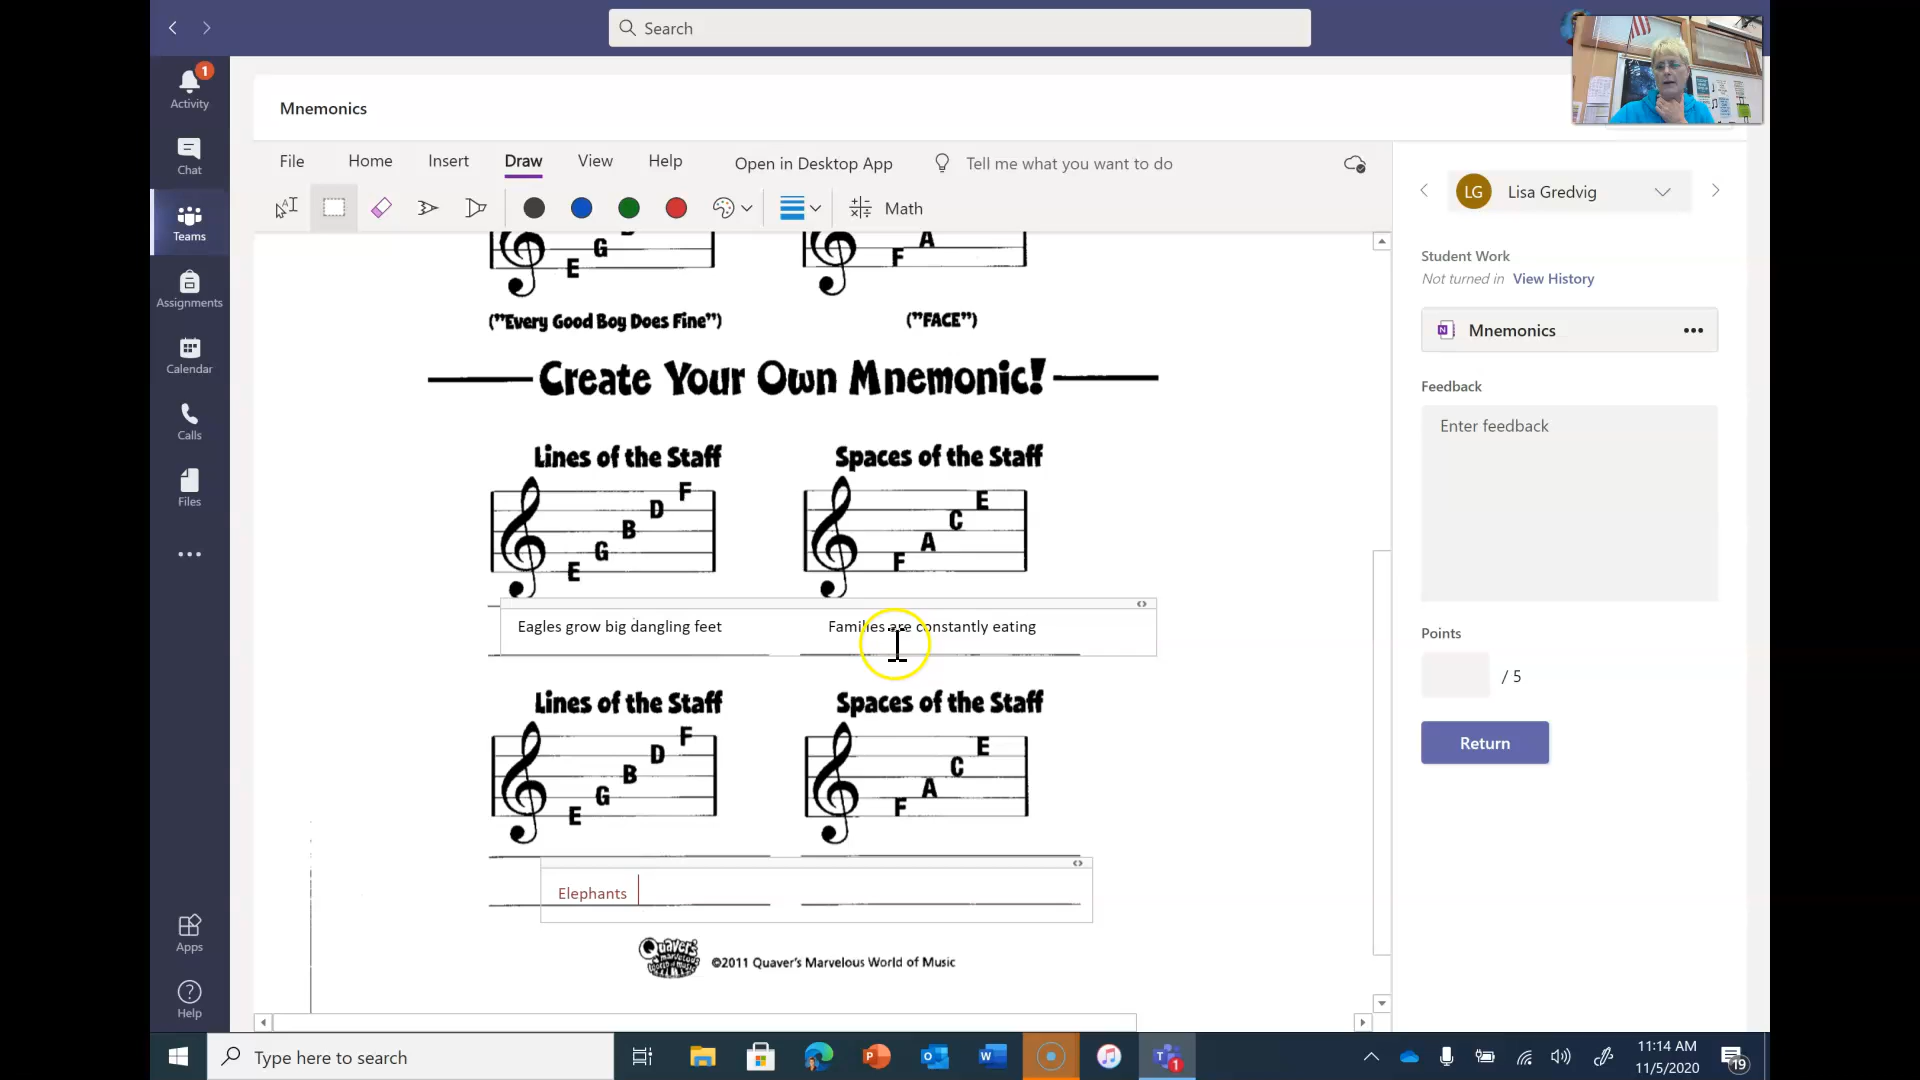 Search
1
Activity
Chat
Teams
Assignments
Calendar
Calls
Files
Apps
Help
Mnemonics
File Home Insert Draw View Help Open in Desktop App Tell me what you want to do
Math
E G F A
("Every Good Boy Does Fine") ("FACE")
Create Your Own Mnemonic!
Lines of the Staff Spaces of the Staff
E G B D F F A C E
Eagles grow big dangling feet Families are constantly eating
Lines of the Staff Spaces of the Staff
E G B D F F A C E
Elephants
Quaver's
©2011 Quaver's Marvelous World of Music
LG Lisa Gredvig
Student Work
Not turned in View History
N Mnemonics
Feedback
Enter feedback
Points
/ 5
Return
Type here to search
11:14 AM
11/5/2020
19